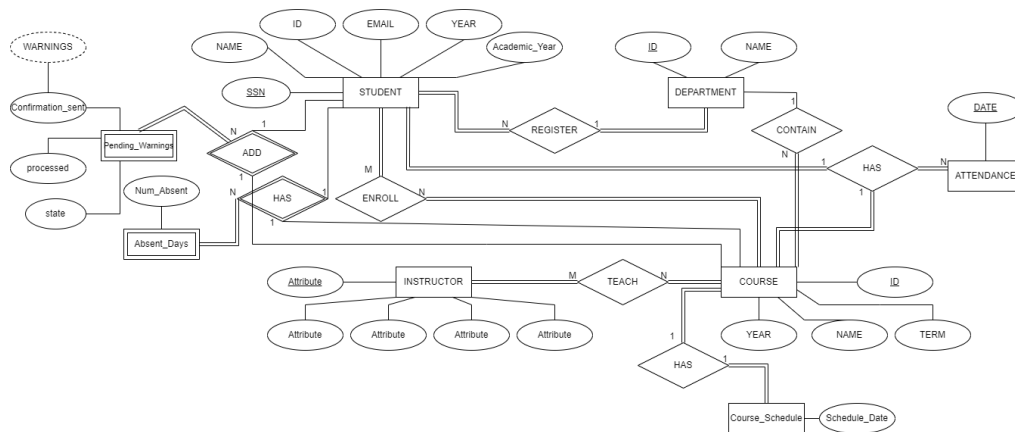 ID
EMAIL
YEAR
WARNINGS
NAME
Academic_Year
ID
NAME
SSN
STUDENT
DEPARTMENT
Confirmation_sent
DATE
N
1
1
N
REGISTER
1
CONTAIN
Pending_Warnings
ADD
N
1
HAS
N
ATTENDANCE
processed
1
M
1
Num_Absent
N
HAS
1
ENROLL
N
state
1
Absent_Days
Attribute
INSTRUCTOR
M
TEACH
N
COURSE
ID
Attribute
Attribute
Attribute
Attribute
1
YEAR
NAME
TERM
HAS
1
Course_Schedule
Schedule_Date